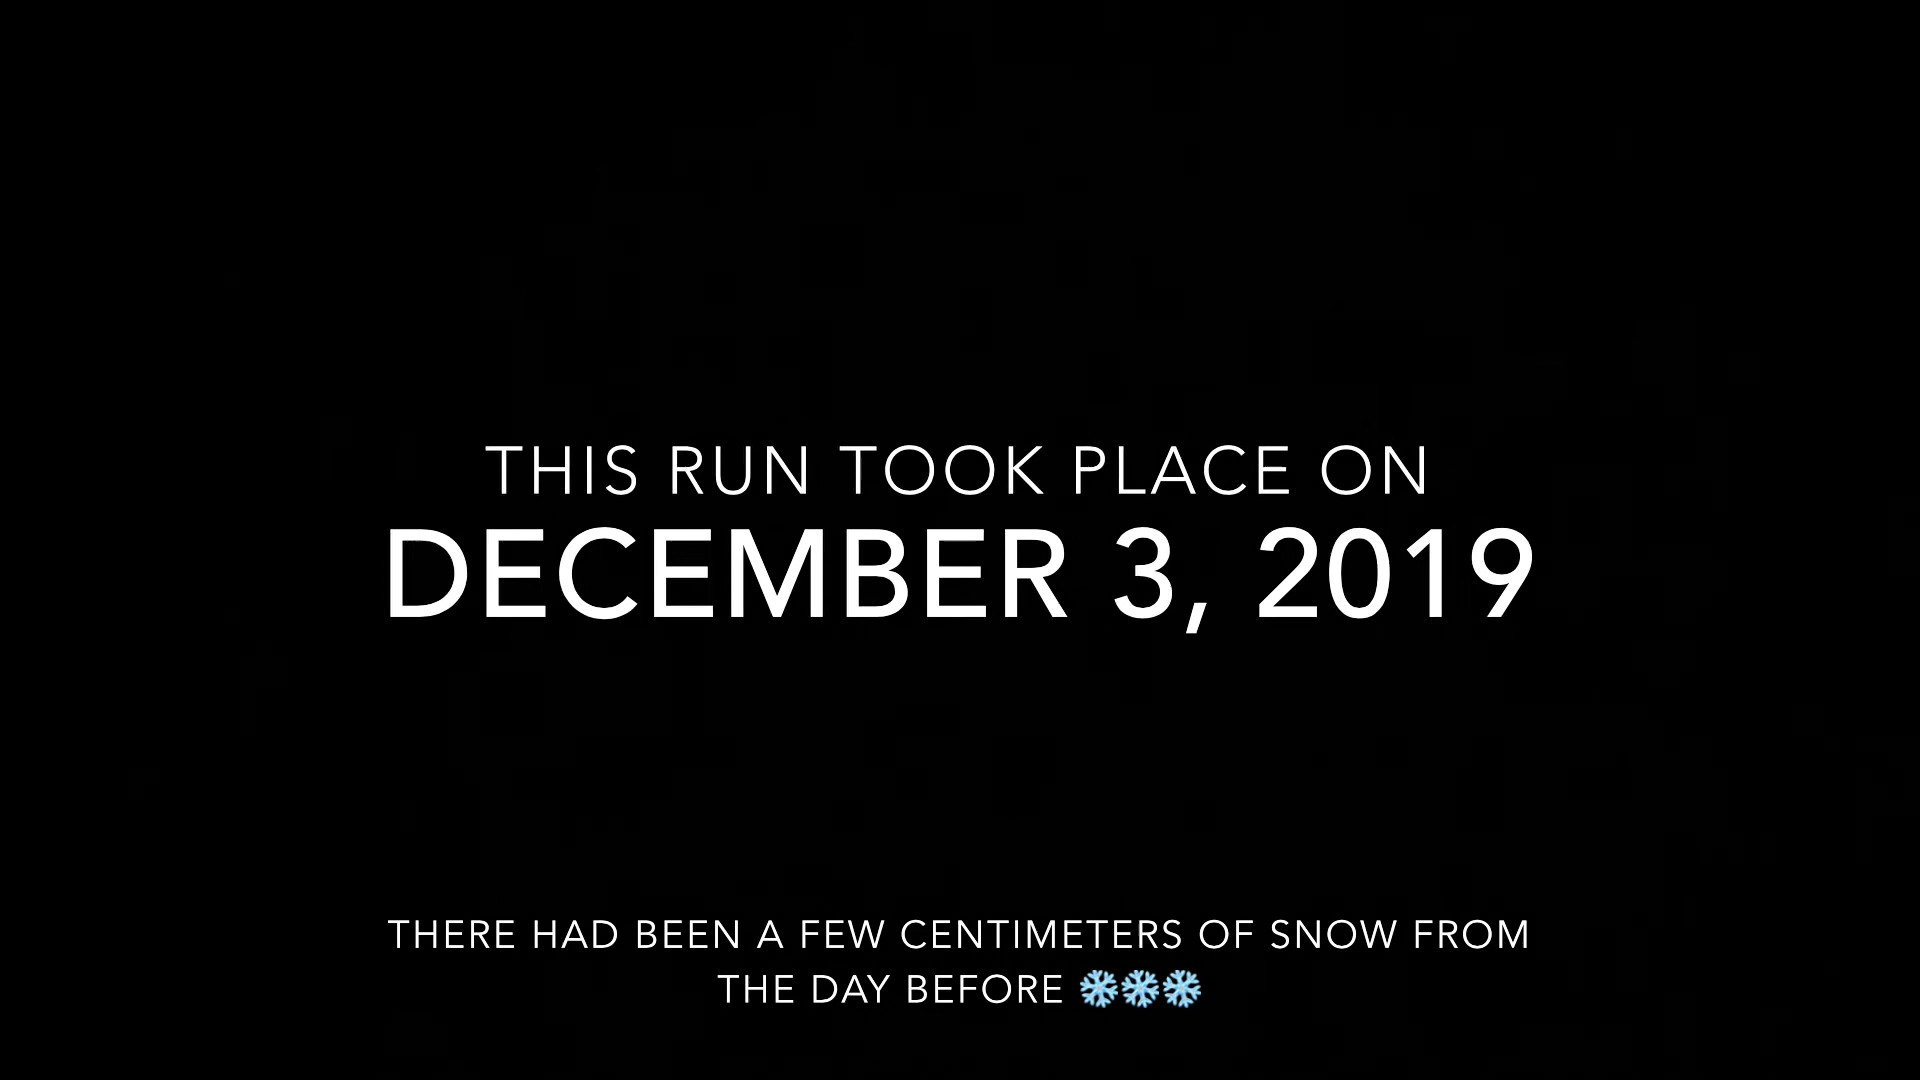 THIS RUN TOOK PLACE ON
DECEMBER 3, 2019
THERE HAD BEEN A FEW CENTIMETERS OF SNOW FROM
THE DAY BEFORE ❄️❄️❄️